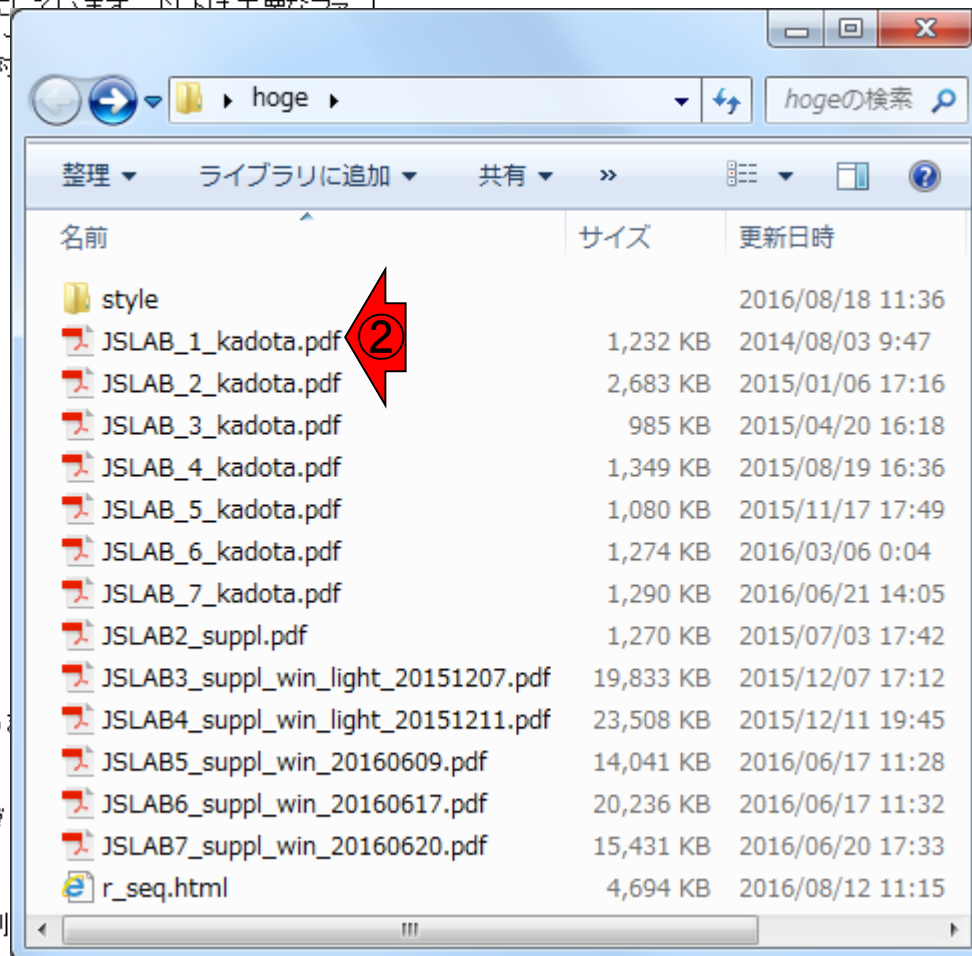 hoge
hogeの検索
整理 ライブラリに追加 共有 »
名前 サイズ 更新日時
style 2016/08/18 11:36
JSLAB_1_kadota.pdf ② 1,232 KB 2014/08/03 9:47
JSLAB_2_kadota.pdf 2,683 KB 2015/01/06 17:16
JSLAB_3_kadota.pdf 985 KB 2015/04/20 16:18
JSLAB_4_kadota.pdf 1,349 KB 2015/08/19 16:36
JSLAB_5_kadota.pdf 1,080 KB 2015/11/17 17:49
JSLAB_6_kadota.pdf 1,274 KB 2016/03/06 0:04
JSLAB_7_kadota.pdf 1,290 KB 2016/06/21 14:05
JSLAB2_suppl.pdf 1,270 KB 2015/07/03 17:42
JSLAB3_suppl_win_light_20151207.pdf 19,833 KB 2015/12/07 17:12
JSLAB4_suppl_win_light_20151211.pdf 23,508 KB 2015/12/11 19:45
JSLAB5_suppl_win_20160609.pdf 14,041 KB 2016/06/17 11:28
JSLAB6_suppl_win_20160617.pdf 20,236 KB 2016/06/17 11:32
JSLAB7_suppl_win_20160620.pdf 15,431 KB 2016/06/20 17:33
r_seq.html 4,694 KB 2016/08/12 11:15